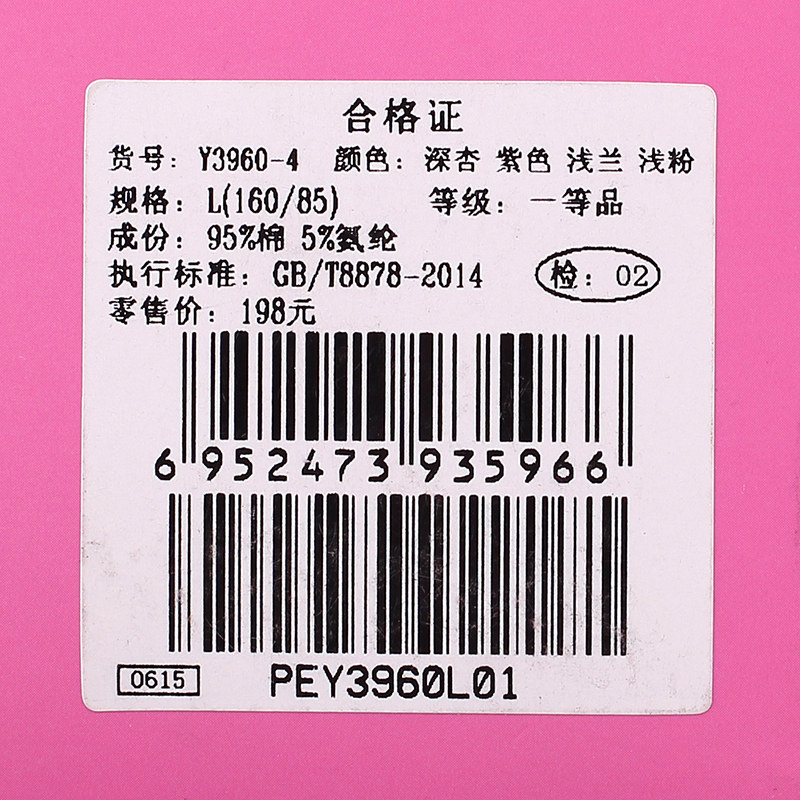 合格证
货号：Y3960-4 颜色：深杏 紫色 浅兰 浅粉
规格：L(160/85) 等级：一等品
成份：95%棉 5%氨纶
执行标准：GB/T8878-2014 检：02
零售价：198元
6 952473 935966
0615 PEY3960L01